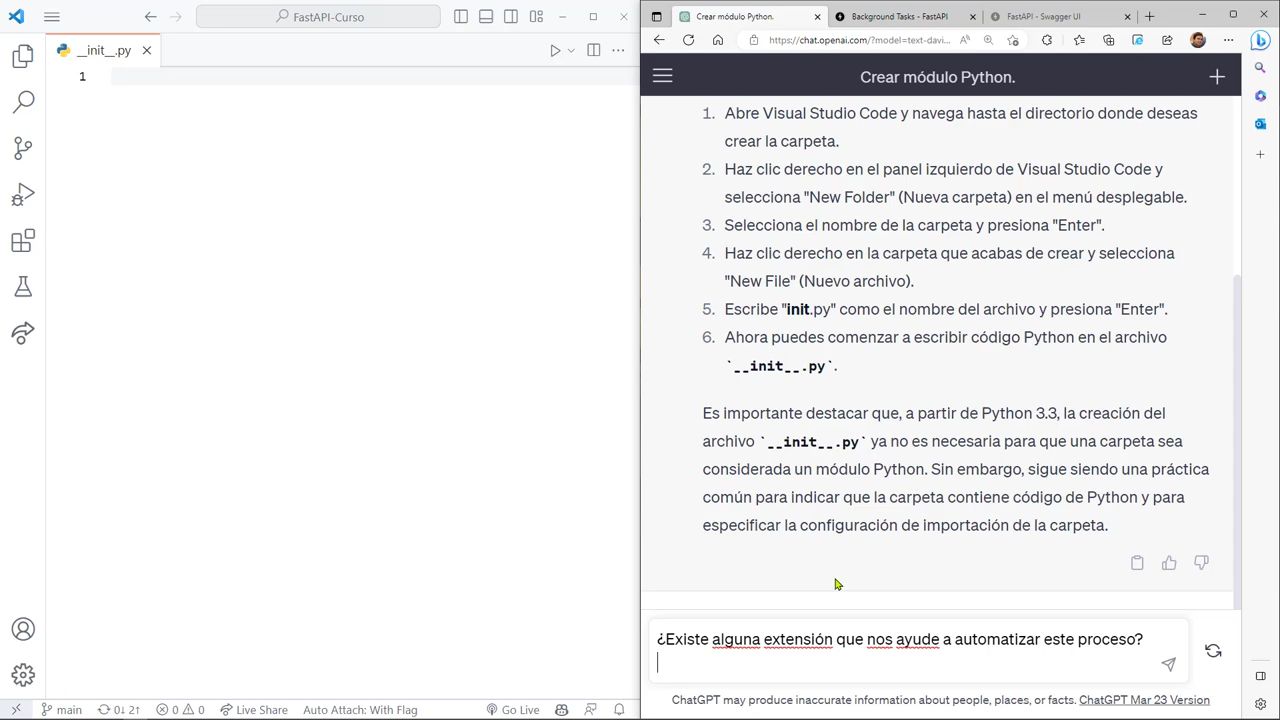 FastAPI-Curso
__init__.py
1
main
0↓ 2↑
0 0
Live Share
Auto Attach: With Flag
Go Live
Crear módulo Python.
Background Tasks - FastAPI
FastAPI - Swagger UI
https://chat.openai.com/?model=text-davi...
Crear módulo Python.
1. Abre Visual Studio Code y navega hasta el directorio donde deseas
crear la carpeta.
2. Haz clic derecho en el panel izquierdo de Visual Studio Code y
selecciona "New Folder" (Nueva carpeta) en el menú desplegable.
3. Selecciona el nombre de la carpeta y presiona "Enter".
4. Haz clic derecho en la carpeta que acabas de crear y selecciona
"New File" (Nuevo archivo).
5. Escribe "init.py" como el nombre del archivo y presiona "Enter".
6. Ahora puedes comenzar a escribir código Python en el archivo
`__init__.py`.
Es importante destacar que, a partir de Python 3.3, la creación del
archivo `__init__.py` ya no es necesaria para que una carpeta sea
considerada un módulo Python. Sin embargo, sigue siendo una práctica
común para indicar que la carpeta contiene código de Python y para
especificar la configuración de importación de la carpeta.
¿Existe alguna extensión que nos ayude a automatizar este proceso?
ChatGPT may produce inaccurate information about people, places, or facts. ChatGPT Mar 23 Version